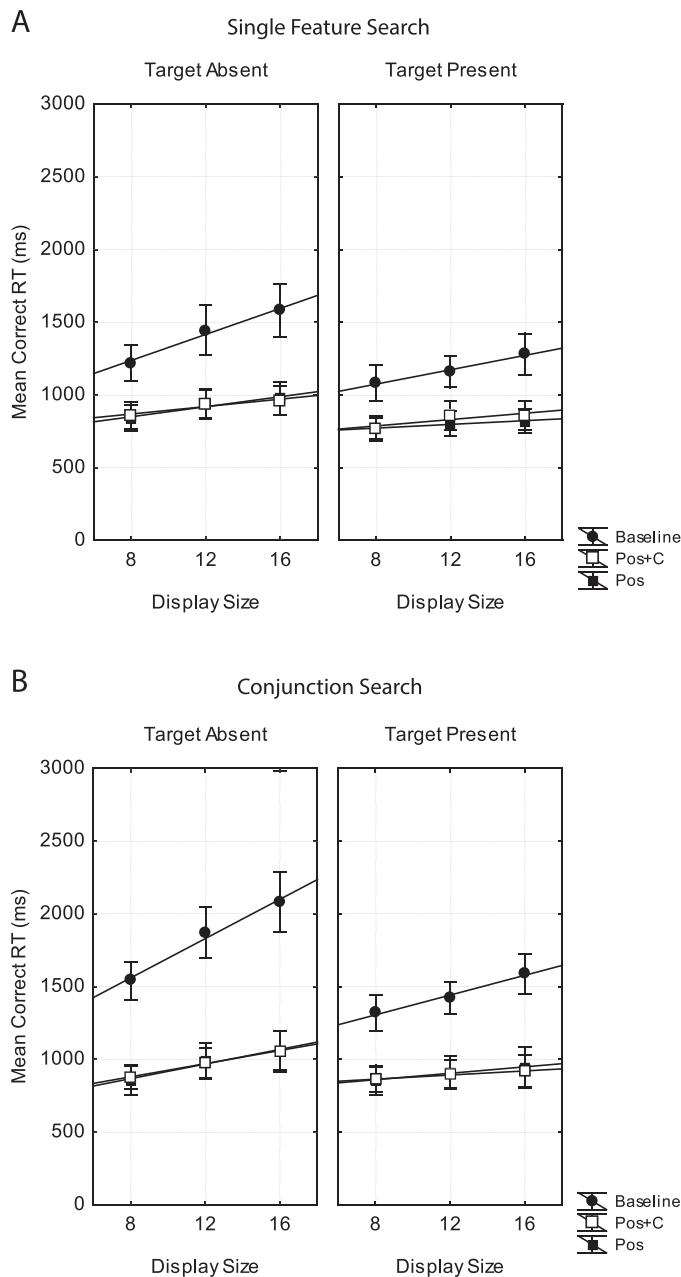 A
Single Feature Search
Target Absent
Target Present
3000
2500
2000
1500
1000
500
0
Mean Correct RT (ms)
8 12 16
8 12 16
Display Size
Display Size
Baseline
Pos+C
Pos
B
Conjunction Search
Target Absent
Target Present
3000
2500
2000
1500
1000
500
0
Mean Correct RT (ms)
8 12 16
8 12 16
Display Size
Display Size
Baseline
Pos+C
Pos